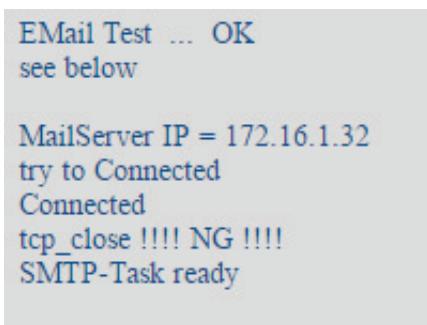 EMail Test ... OK
see below
MailServer IP = 172.16.1.32
try to Connected
Connected
tcp_close !!!! NG !!!!
SMTP-Task ready